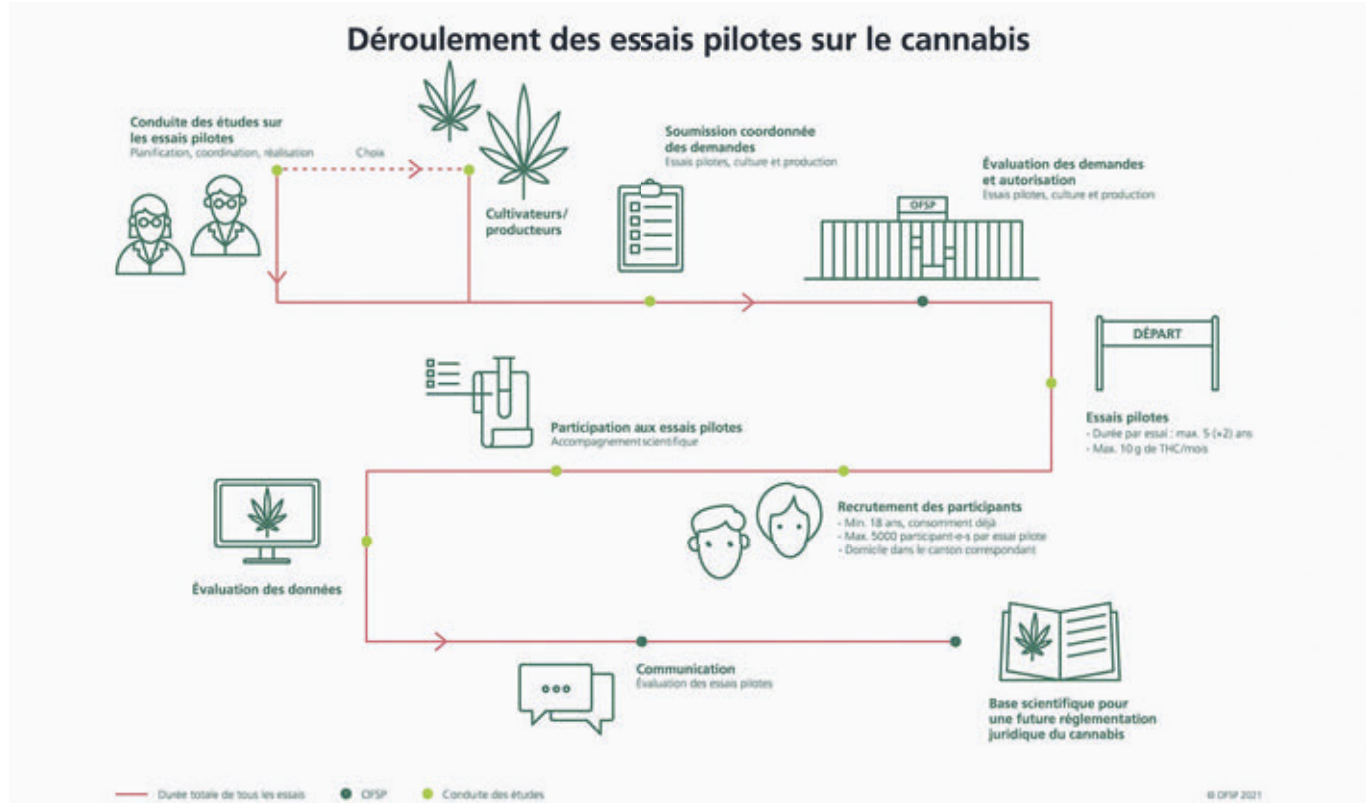 Déroulement des essais pilotes sur le cannabis
Conduite des études sur
les essais pilotes
Planification, coordination, réalisation
Choix
Cultivateurs/
producteurs
Soumission coordonnée
des demandes
Essais pilotes, culture et production
Évaluation des demandes
et autorisation
Essais pilotes, culture et production
OFSP
DÉPART
Essais pilotes
- Durée par essai : max. 5 (+2) ans
- Max. 10 g de THC/mois
Participation aux essais pilotes
Accompagnement scientifique
Recrutement des participants
- Min. 18 ans, consomment déjà
- Max. 5000 participant-e-s par essai pilote
- Domicile dans le canton correspondant
Évaluation des données
Communication
Évaluation des essais pilotes
Base scientifique pour
une future réglementation
juridique du cannabis
Durée totale de tous les essais
OFSP
Conduite des études
© OFSP 2021